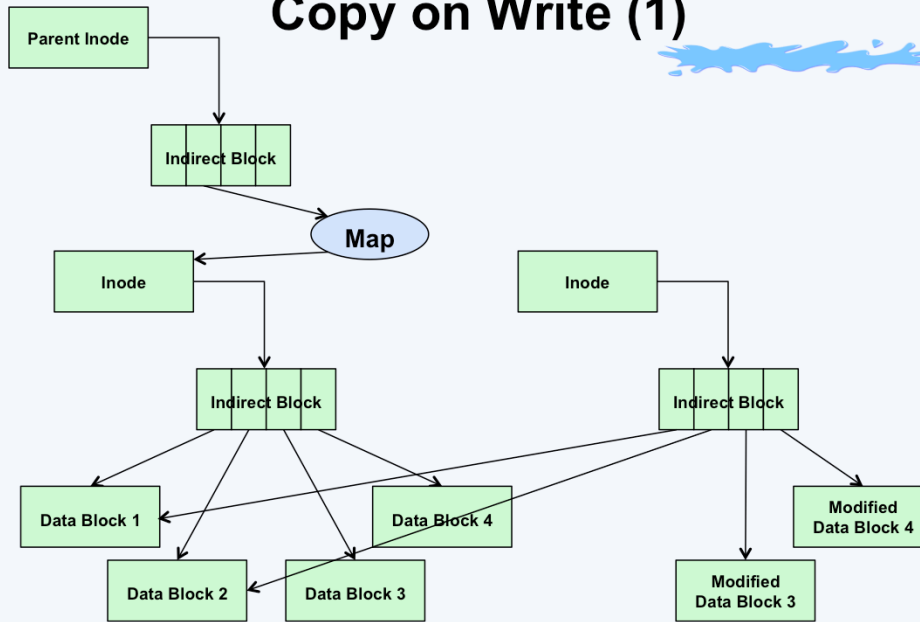 Copy on Write (1)
Parent Inode
Indirect Block
Map
Inode
Inode
Indirect Block
Indirect Block
Data Block 1
Data Block 4
Modified
Data Block 4
Data Block 2
Data Block 3
Modified
Data Block 3